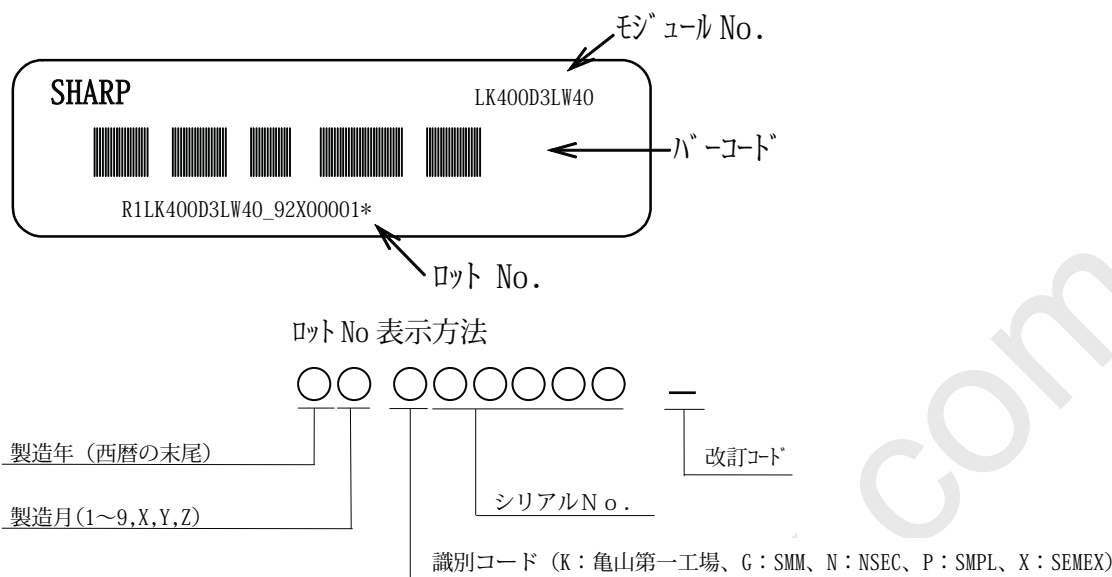 モジュール No.
SHARP
LK400D3LW40
バーコード
R1LK400D3LW40_92X00001*
ロット No.
ロット No 表示方法
○○ ○○○○○○ －
製造年（西暦の末尾）
改訂コード
シリアルＮｏ．
製造月(1～9,X,Y,Z)
識別コード（K：亀山第一工場、G：SMM、N：NSEC、P：SMPL、X：SEMEX）
com